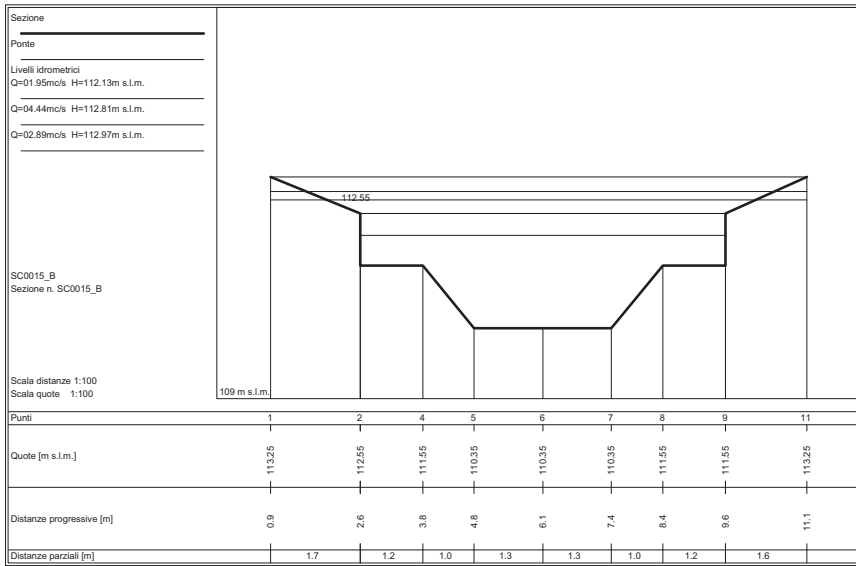 Sezione
Ponte
Livelli idrometrici
Q=01.95mc/s H=112.13m s.l.m.
Q=04.44mc/s H=112.81m s.l.m.
Q=02.89mc/s H=112.97m s.l.m.
112.55
SC0015_B
Sezione n. SC0015_B
Scala distanze 1:100
Scala quote 1:100
109 m s.l.m.
Punti 1 2 4 5 6 7 8 9 11
Quote [m s.l.m.] 113.25 112.55 111.55 110.35 110.35 110.35 111.55 111.55 113.25
Distanze progressive [m] 0.9 2.6 3.8 4.8 6.1 7.4 8.4 9.6 11.1
Distanze parziali [m] 1.7 1.2 1.0 1.3 1.3 1.0 1.2 1.6